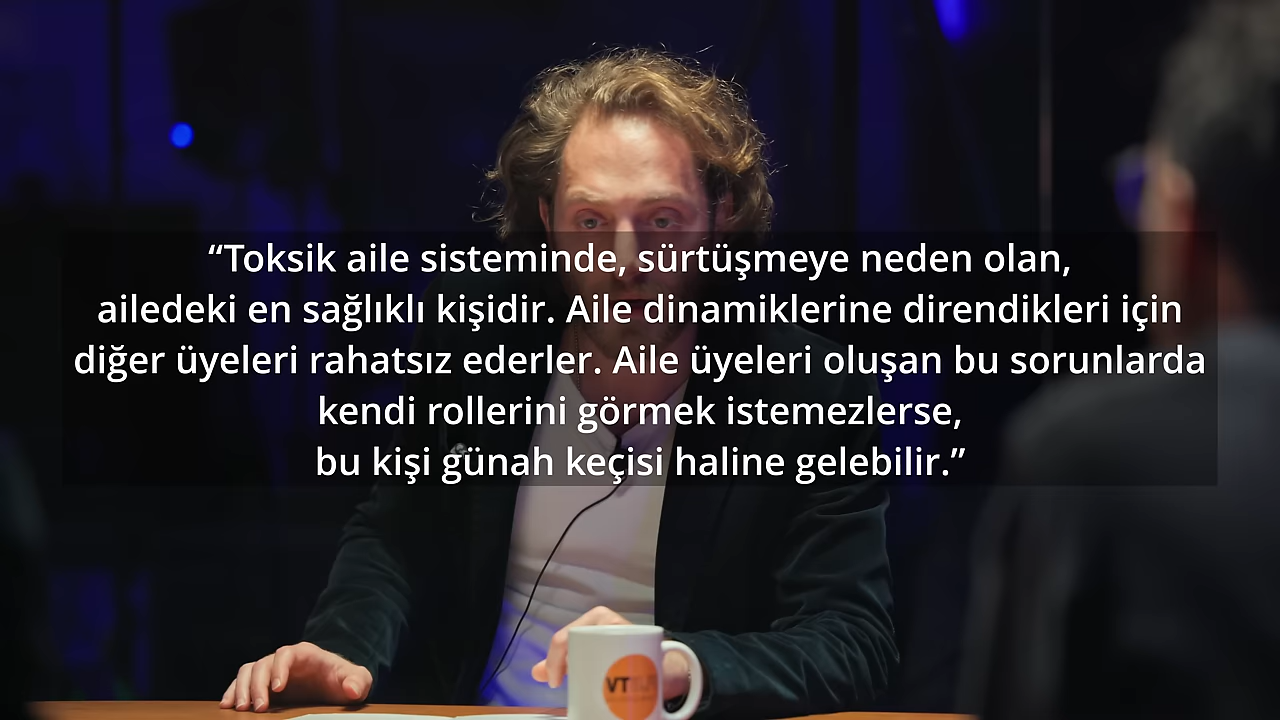 “Toksik aile sisteminde, sürtüşmeye neden olan,
ailedeki en sağlıklı kişidir. Aile dinamiklerine direndikleri için
diğer üyeleri rahatsız ederler. Aile üyeleri oluşan bu sorunlarda
kendi rollerini görmek istemezlerse,
bu kişi günah keçisi haline gelebilir.”